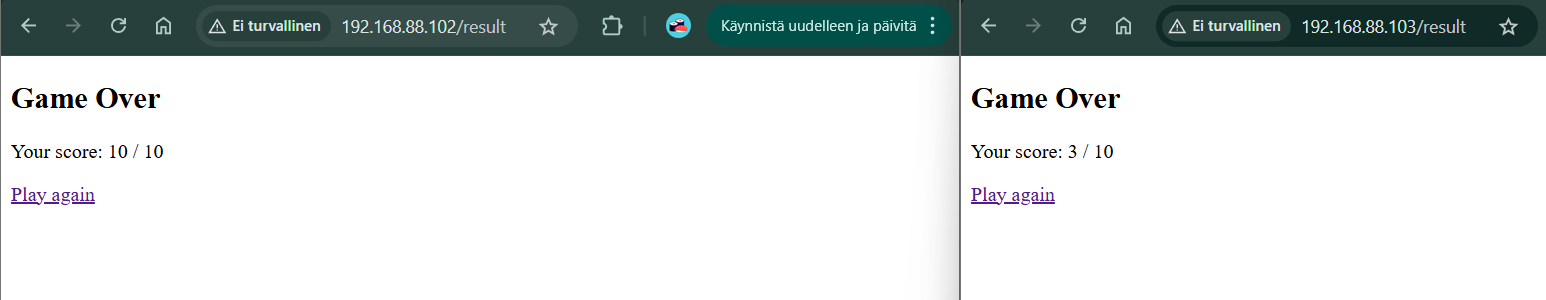 Ei turvallinen 192.168.88.102/result Käynnistä uudelleen ja päivitä
Game Over
Your score: 10 / 10
Play again
Ei turvallinen 192.168.88.103/result
Game Over
Your score: 3 / 10
Play again